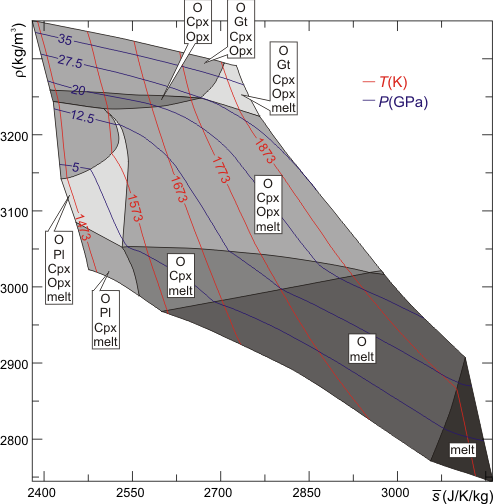 O
Cpx
Opx
O
Gt
Cpx
Opx
O
Gt
Cpx
Opx
melt
T(K)
P(GPa)
ρ(kg/m³)
35
27.5
20
12.5
5
3200
3100
3000
2900
2800
1473
1573
1673
1773
1873
O
Cpx
Opx
melt
O
Pl
Cpx
Opx
melt
O
Pl
Cpx
melt
O
Cpx
melt
O
melt
melt
2400
2550
2700
2850
3000
s̅(J/K/kg)